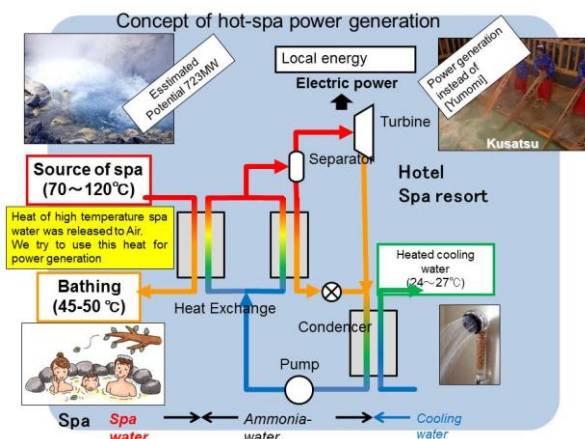 Concept of hot-spa power generation
Esstimated
Potential 723MW
Local energy
Electric power
Power generation
instead of
[Yumomi]
Kusatsu
Turbine
Separator
Hotel
Spa resort
Source of spa
(70～120℃)
Heat of high temperature spa
water was released to Air.
We try to use this heat for
power generation
Bathing
(45-50 ℃)
Heat Exchange
Heated cooling
water
(24～27℃)
Condencer
Pump
Spa
Spa
water
Ammonia-
water
Cooling
water